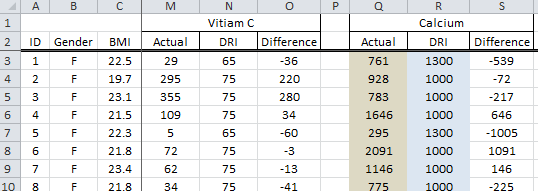 A B C M N O P Q R S
1 Vitiam C Calcium
2 ID Gender BMI Actual DRI Difference Actual DRI Difference
3 1 F 22.5 29 65 -36 761 1300 -539
4 2 F 19.7 295 75 220 928 1000 -72
5 3 F 23.1 355 75 280 783 1000 -217
6 4 F 21.5 109 75 34 1646 1000 646
7 5 F 22.3 5 65 -60 295 1300 -1005
8 6 F 21.8 72 75 -3 2091 1000 1091
9 7 F 23.4 62 75 -13 1146 1000 146
10 8 F 21.8 34 75 -41 775 1000 -225